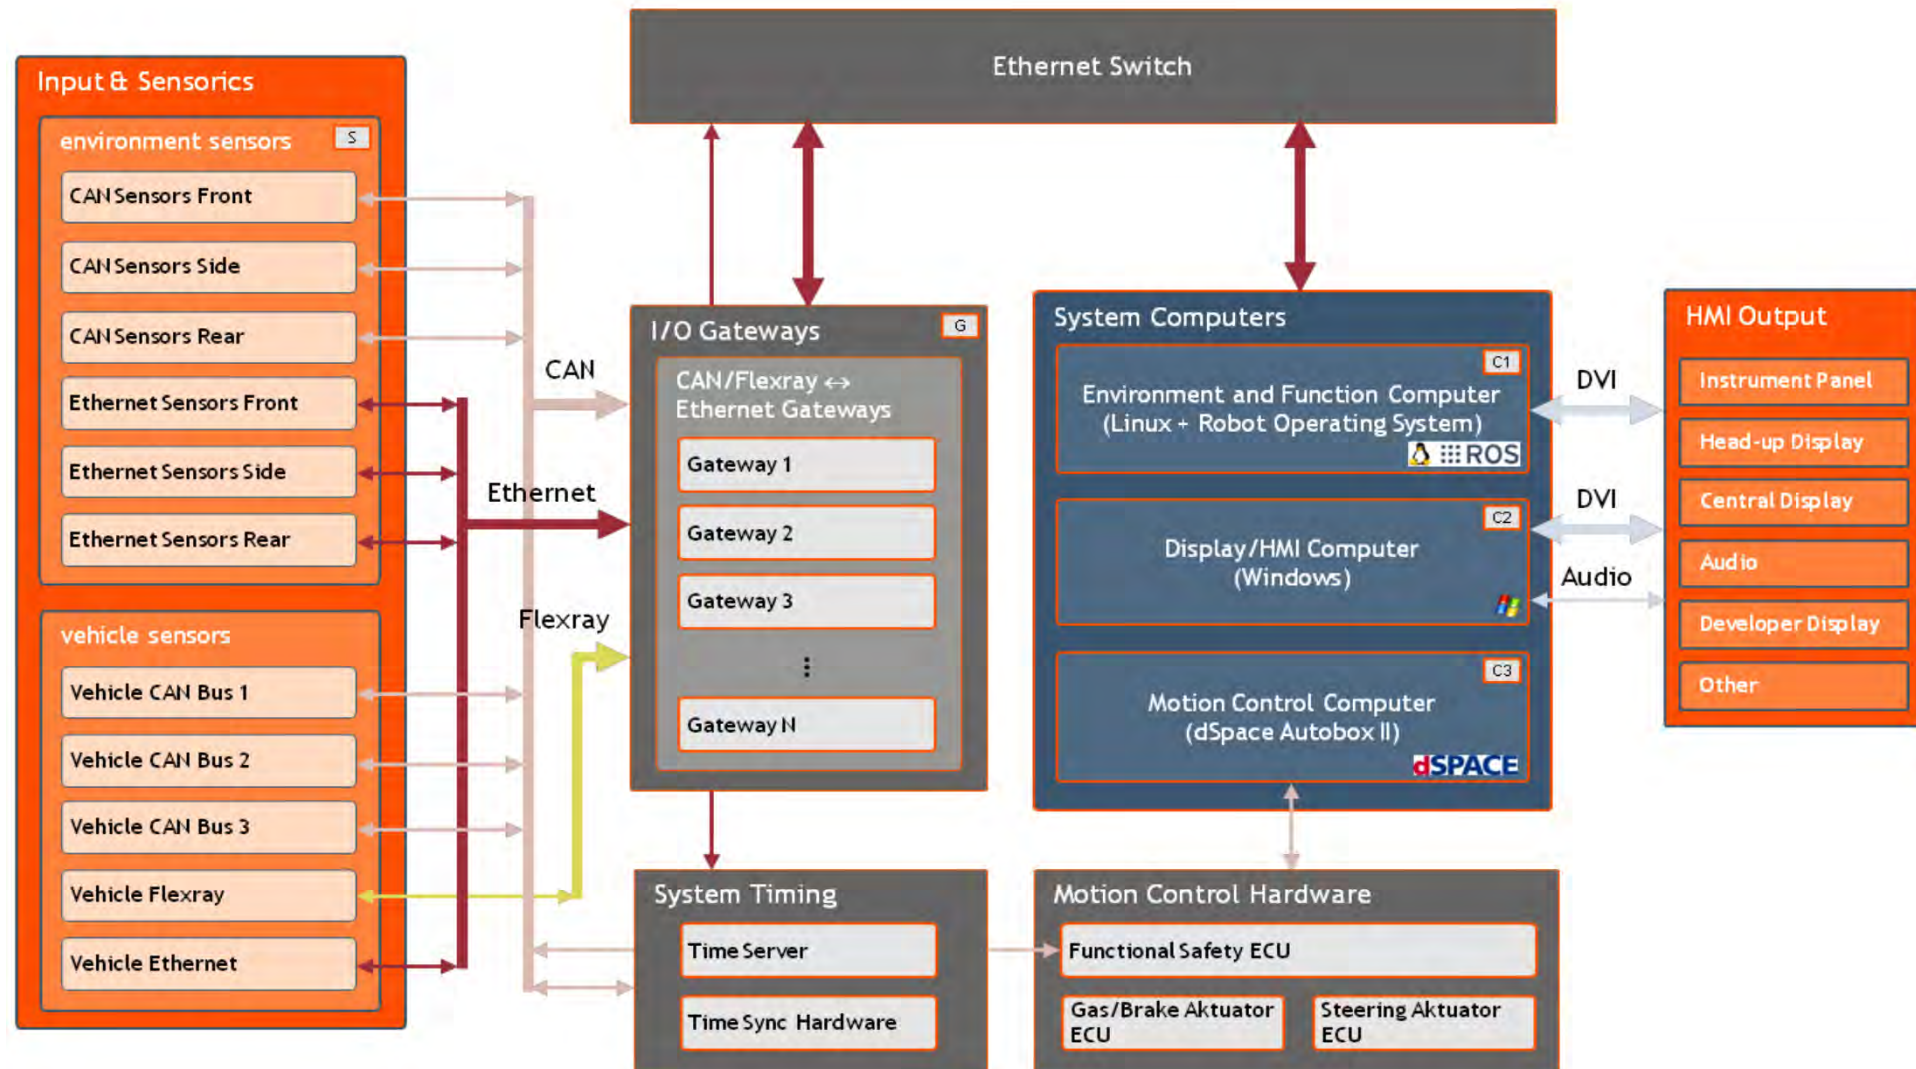 Ethernet Switch
Input & Sensorics
environment sensors
S
CAN Sensors Front
CAN Sensors Side
CAN Sensors Rear
Ethernet Sensors Front
Ethernet Sensors Side
Ethernet Sensors Rear
vehicle sensors
Vehicle CAN Bus 1
Vehicle CAN Bus 2
Vehicle CAN Bus 3
Vehicle Flexray
Vehicle Ethernet
CAN
Ethernet
Flexray
I/O Gateways
G
CAN/Flexray ↔
Ethernet Gateways
Gateway 1
Gateway 2
Gateway 3
⋮
Gateway N
System Timing
Time Server
Time Sync Hardware
System Computers
C1
Environment and Function Computer
(Linux + Robot Operating System)
ROS
C2
Display/HMI Computer
(Windows)
C3
Motion Control Computer
(dSpace Autobox II)
dSPACE
Motion Control Hardware
Functional Safety ECU
Gas/Brake Aktuator
ECU
Steering Aktuator
ECU
DVI
DVI
Audio
HMI Output
Instrument Panel
Head-up Display
Central Display
Audio
Developer Display
Other